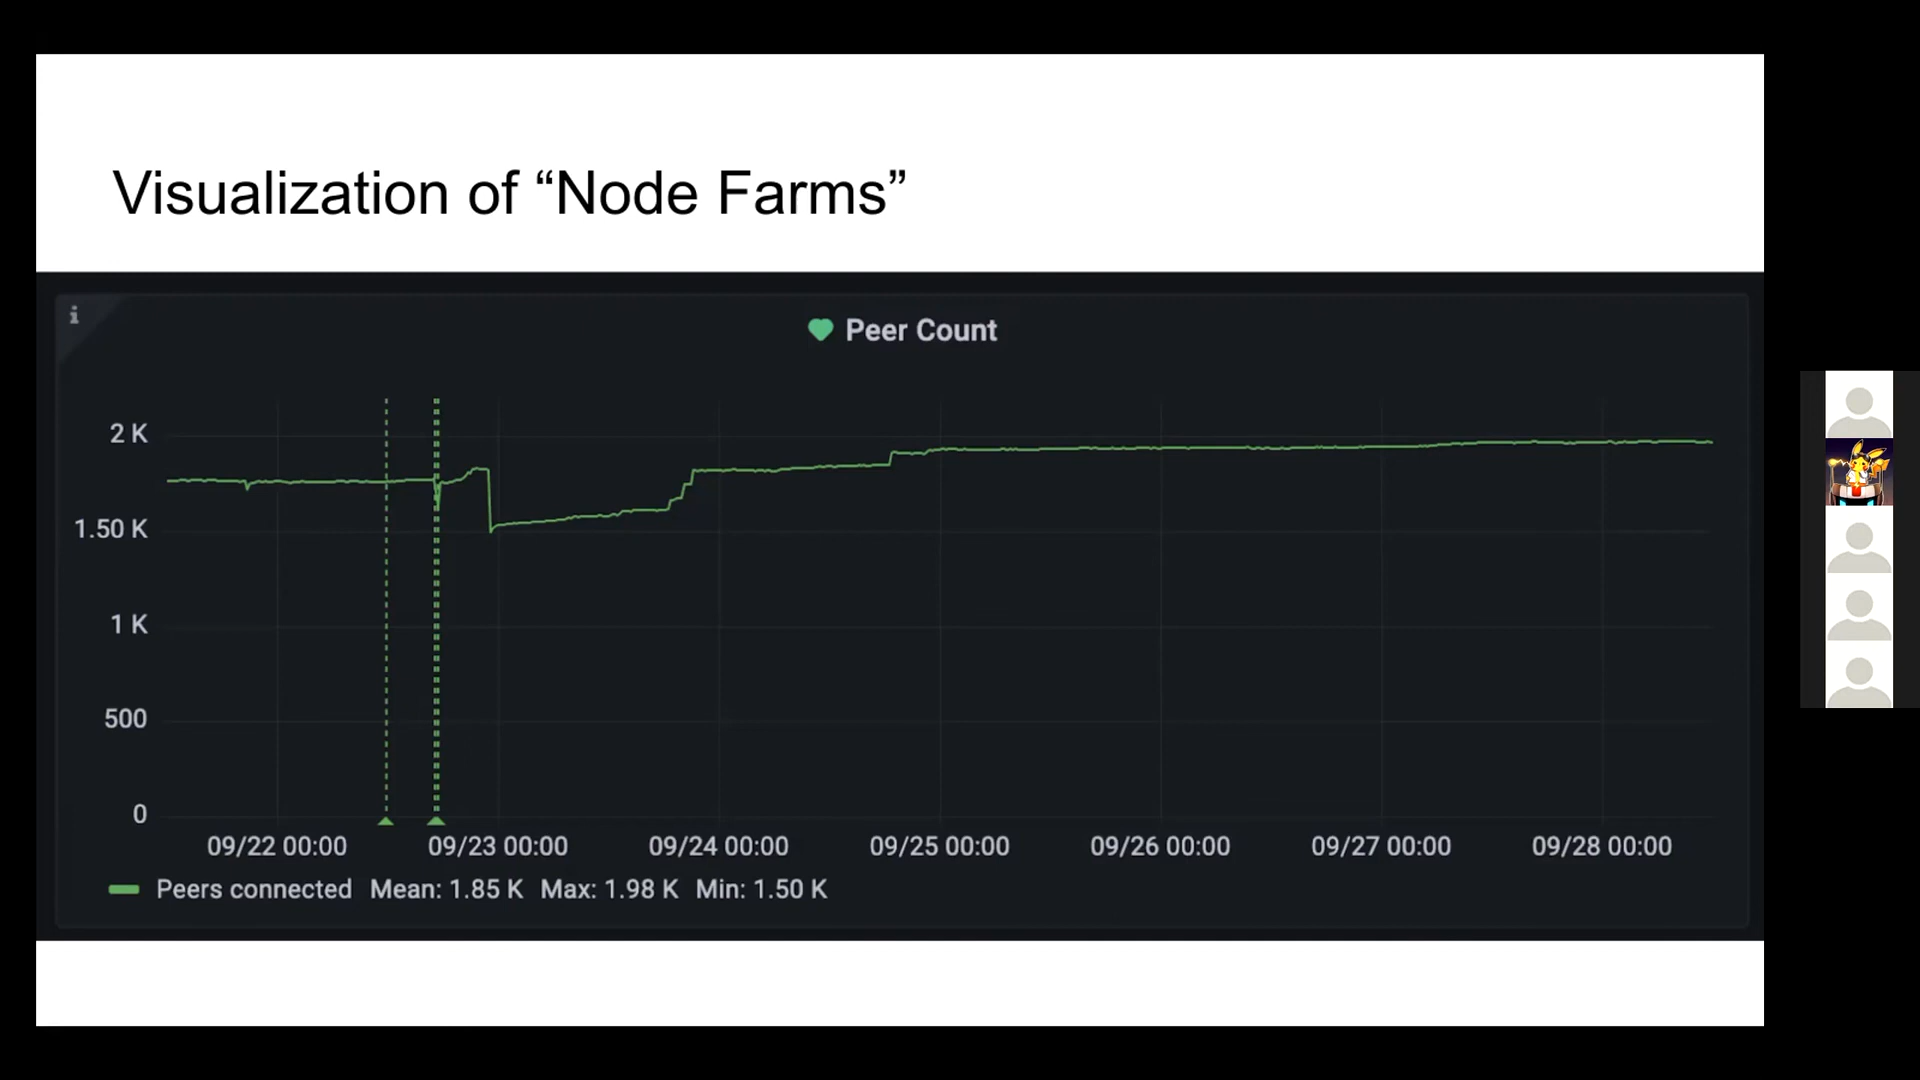 Visualization of “Node Farms”
i
Peer Count
2 K
1.50 K
1 K
500
0
09/22 00:00 09/23 00:00 09/24 00:00 09/25 00:00 09/26 00:00 09/27 00:00 09/28 00:00
Peers connected Mean: 1.85 K Max: 1.98 K Min: 1.50 K